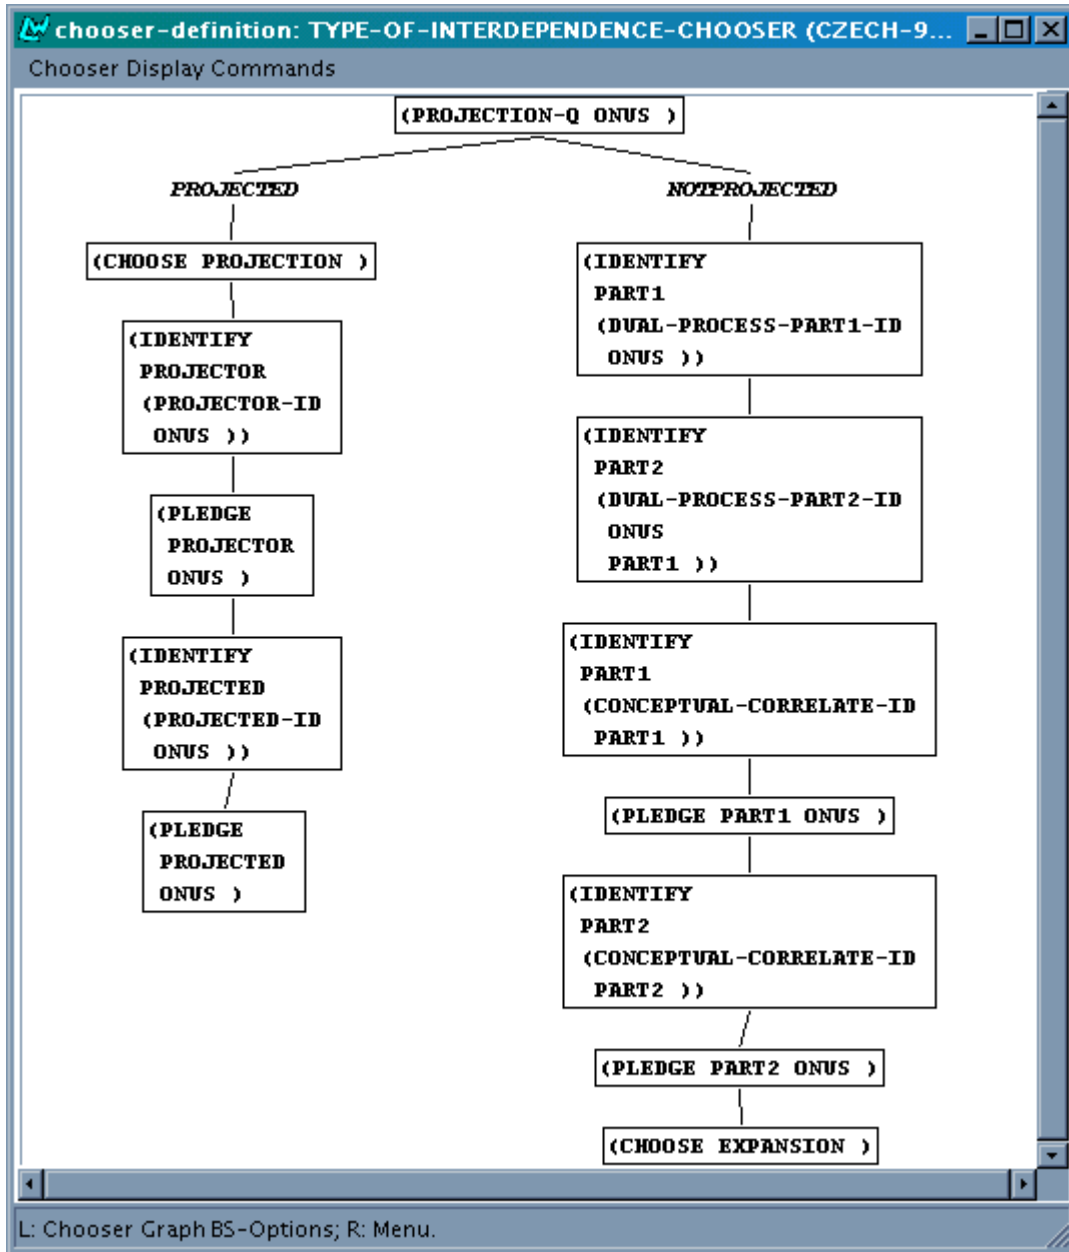 chooser-definition: TYPE-OF-INTERDEPENDENCE-CHOOSER (CZECH-9...
Chooser Display Commands
(PROJECTION-Q ONUS )
PROJECTED
(CHOOSE PROJECTION )
(IDENTIFY
PROJECTOR
(PROJECTOR-ID
ONUS ))
(PLEDGE
PROJECTOR
ONUS )
(IDENTIFY
PROJECTED
(PROJECTED-ID
ONUS ))
(PLEDGE
PROJECTED
ONUS )
NOTPROJECTED
(IDENTIFY
PART1
(DUAL-PROCESS-PART1-ID
ONUS ))
(IDENTIFY
PART2
(DUAL-PROCESS-PART2-ID
ONUS
PART1 ))
(IDENTIFY
PART1
(CONCEPTUAL-CORRELATE-ID
PART1 ))
(PLEDGE PART1 ONUS )
(IDENTIFY
PART2
(CONCEPTUAL-CORRELATE-ID
PART2 ))
(PLEDGE PART2 ONUS )
(CHOOSE EXPANSION )
L: Chooser Graph BS-Options; R: Menu.